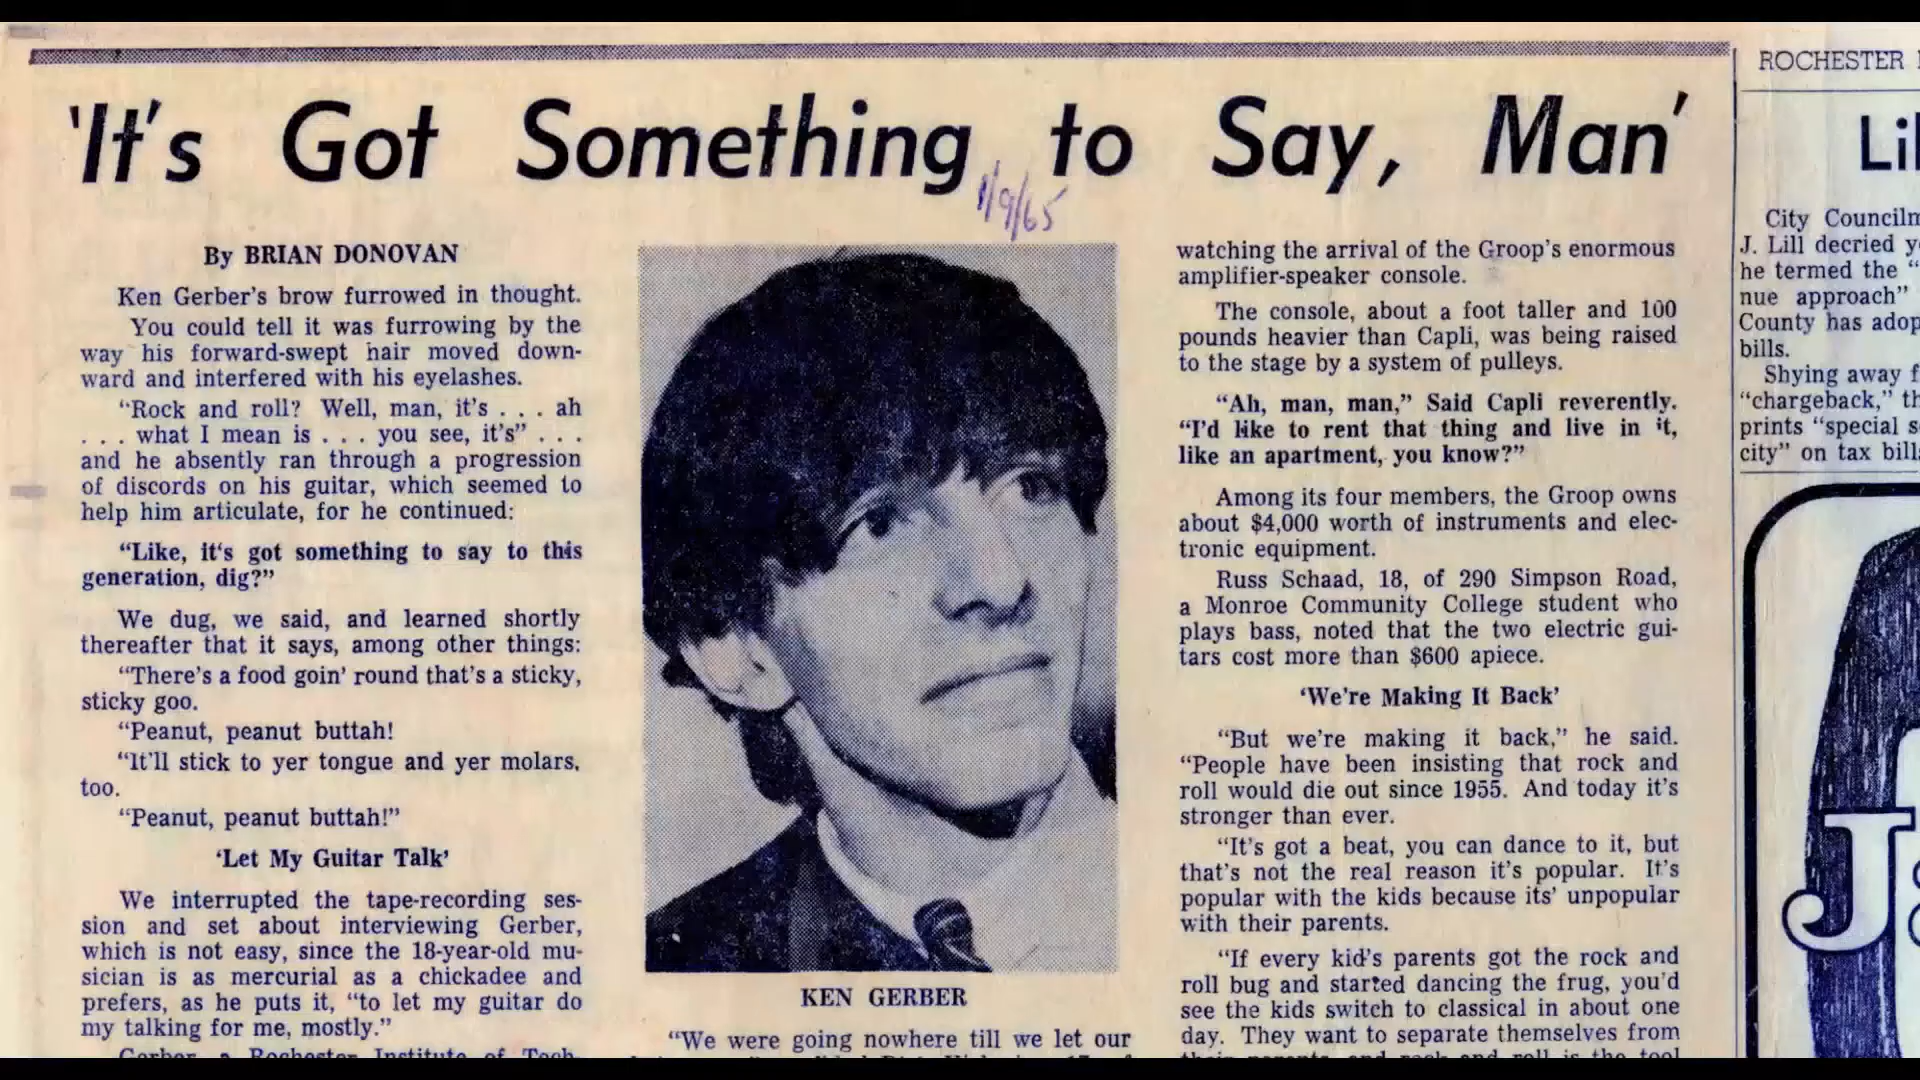 'It's Got Something to Say, Man'
1/9/65
By BRIAN DONOVAN
Ken Gerber's brow furrowed in thought.
You could tell it was furrowing by the
way his forward-swept hair moved down-
ward and interfered with his eyelashes.
"Rock and roll? Well, man, it's . . . ah
. . . what I mean is . . . you see, it's" . . .
and he absently ran through a progression
of discords on his guitar, which seemed to
help him articulate, for he continued:
"Like, it's got something to say to this
generation, dig?"
We dug, we said, and learned shortly
thereafter that it says, among other things:
"There's a food goin' round that's a sticky,
sticky goo.
"Peanut, peanut buttah!
"It'll stick to yer tongue and yer molars,
too.
"Peanut, peanut buttah!"
'Let My Guitar Talk'
We interrupted the tape-recording ses-
sion and set about interviewing Gerber,
which is not easy, since the 18-year-old mu-
sician is as mercurial as a chickadee and
prefers, as he puts it, "to let my guitar do
my talking for me, mostly."
Gerber, a Rochester Institute of Tech-
KEN GERBER
"We were going nowhere till we let our
watching the arrival of the Groop's enormous
amplifier-speaker console.
The console, about a foot taller and 100
pounds heavier than Capli, was being raised
to the stage by a system of pulleys.
"Ah, man, man," Said Capli reverently.
"I'd like to rent that thing and live in it,
like an apartment, you know?"
Among its four members, the Groop owns
about $4,000 worth of instruments and elec-
tronic equipment.
Russ Schaad, 18, of 290 Simpson Road,
a Monroe Community College student who
plays bass, noted that the two electric gui-
tars cost more than $600 apiece.
'We're Making It Back'
"But we're making it back," he said.
"People have been insisting that rock and
roll would die out since 1955. And today it's
stronger than ever.
"It's got a beat, you can dance to it, but
that's not the real reason it's popular. It's
popular with the kids because its' unpopular
with their parents.
"If every kid's parents got the rock and
roll bug and started dancing the frug, you'd
see the kids switch to classical in about one
day. They want to separate themselves from
their parents, and rock and roll is the tool
ROCHESTER
Lil
City Councilm
J. Lill decried y
he termed the "
nue approach"
County has adop
bills.
Shying away f
"chargeback," th
prints "special s
city" on tax bill
J